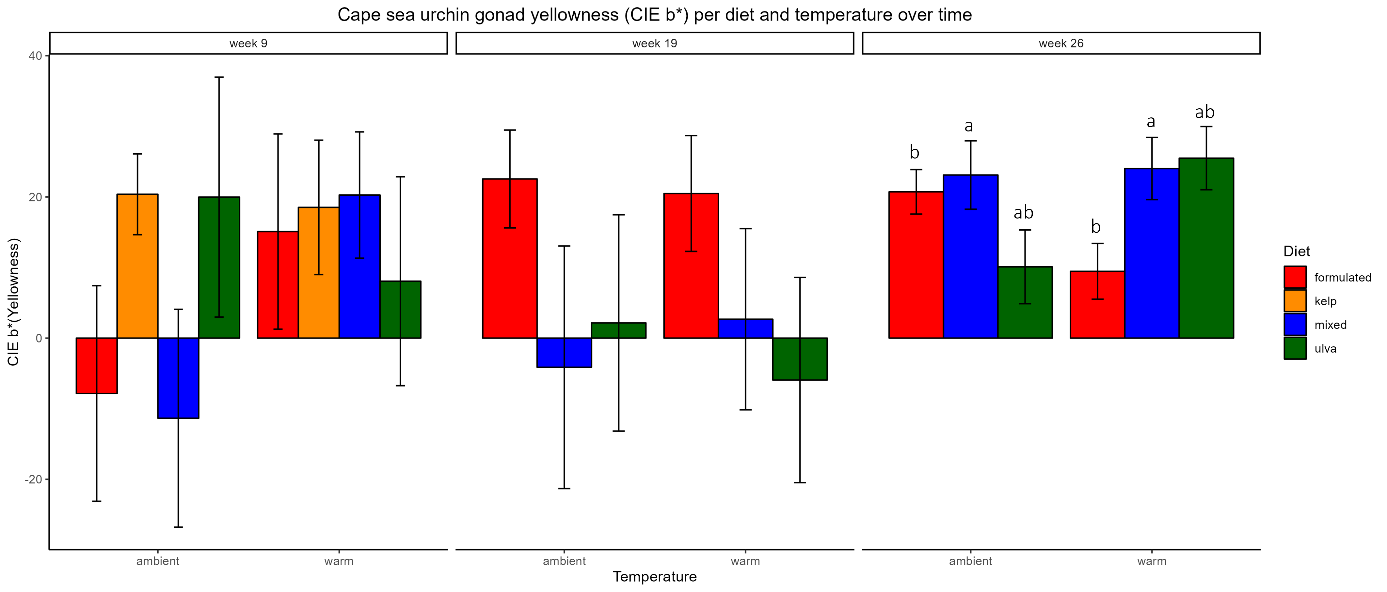 Cape sea urchin gonad yellowness (CIE b*) per diet and temperature over time
week 9
week 19
week 26
CIE b*(Yellowness)
40
20
0
-20
b
a
ab
b
a
ab
ambient
warm
ambient
warm
ambient
warm
Temperature
Diet
formulated
kelp
mixed
ulva